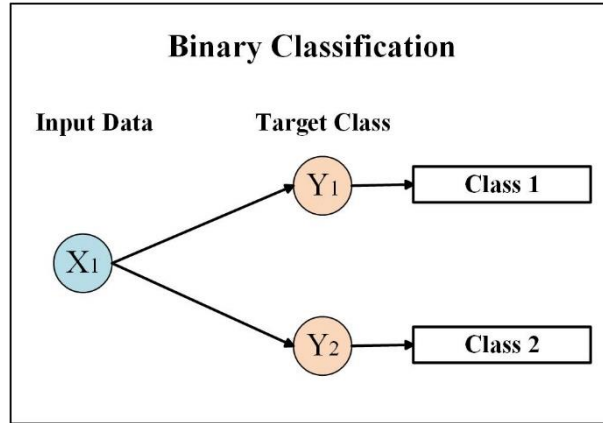 Binary Classification
Input Data
Target Class
Y1
Class 1
X1
Y2
Class 2